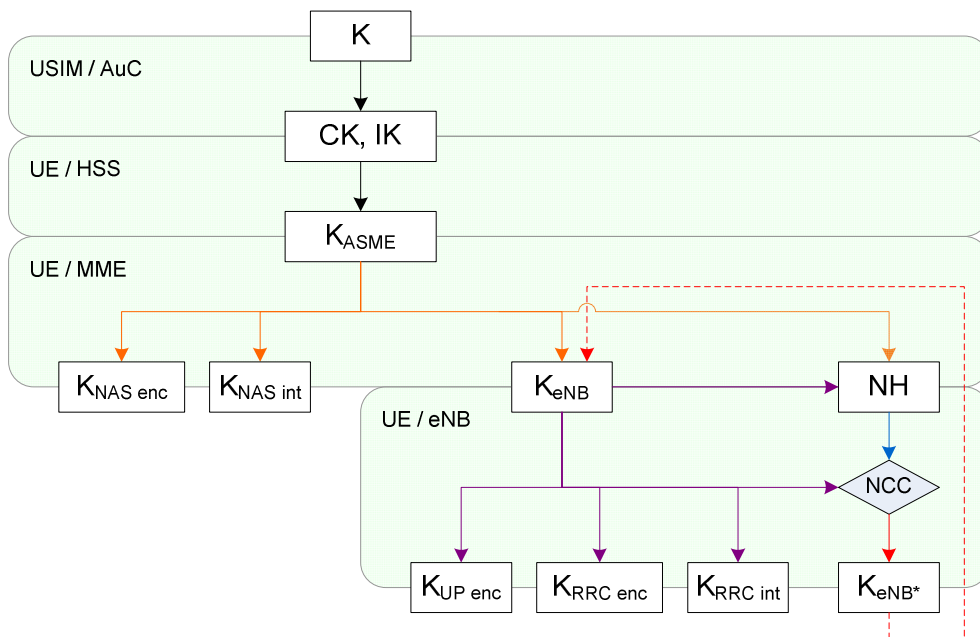 K
USIM / AuC
CK, IK
UE / HSS
KASME
UE / MME
KNAS enc
KNAS int
KeNB
NH
UE / eNB
NCC
KUP enc
KRRC enc
KRRC int
KeNB*